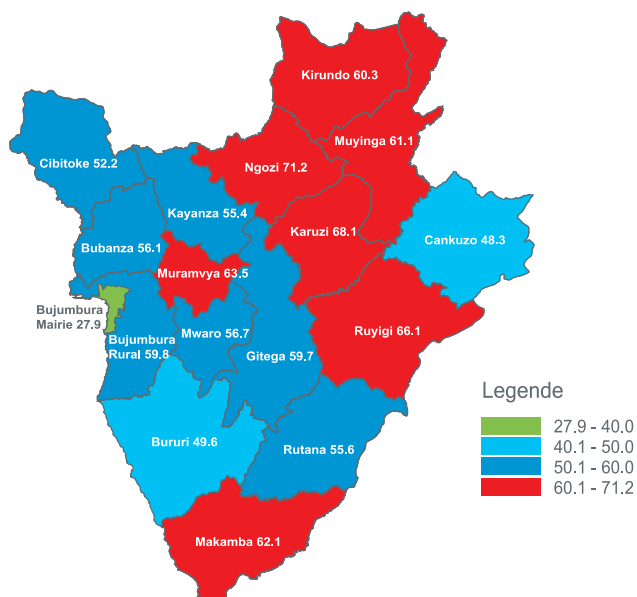 Kirundo 60.3
Muyinga 61.1
Ngozi 71.2
Cibitoke 52.2
Kayanza 55.4
Karuzi 68.1
Bubanza 56.1
Cankuzo 48.3
Muramvya 63.5
Bujumbura
Mairie 27.9
Bujumbura
Rural 59.8
Mwaro 56.7
Gitega 59.7
Ruyigi 66.1
Bururi 49.6
Rutana 55.6
Makamba 62.1
Legende
27.9 - 40.0
40.1 - 50.0
50.1 - 60.0
60.1 - 71.2